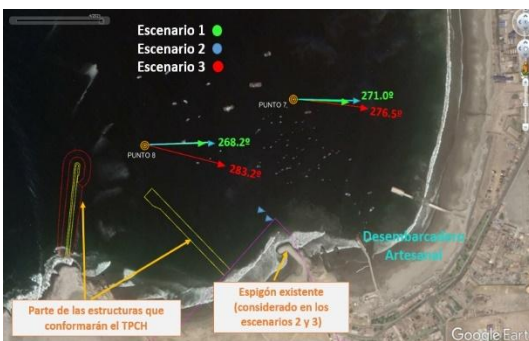 Escenario 1
Escenario 2
Escenario 3
271.0º
PUNTO 7
276.5º
268.2º
PUNTO 8
283.2º
Desembarcadero
Artesanal
Parte de las estructuras que
conformarán el TPCH
Espigón existente
(considerado en los
escenarios 2 y 3)
Google Earth